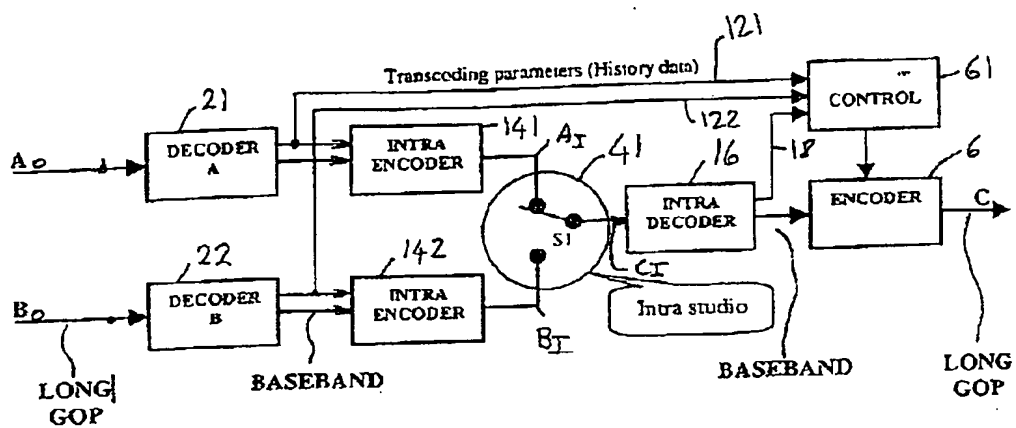 121
Transcoding parameters (History data)
61
CONTROL
122
21
141
A_I
41
16
18
6
A₀
DECODER
A
INTRA
ENCODER
INTRA
DECODER
ENCODER
C
S1
22
142
C_I
LONG
GOP
B₀
DECODER
B
INTRA
ENCODER
Intra studio
B_I
BASEBAND
BASEBAND
LONG
GOP